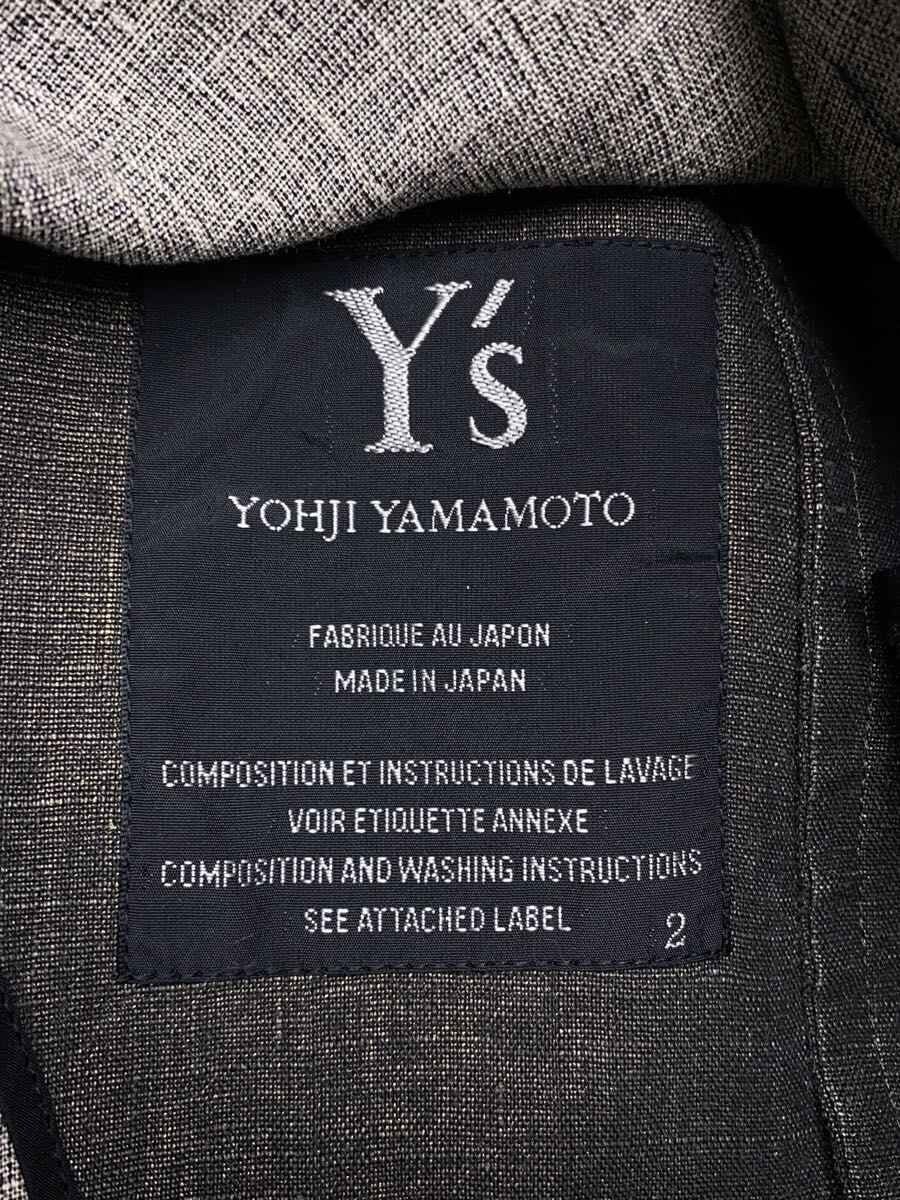 Y's
YOHJI YAMAMOTO
FABRIQUE AU JAPON
MADE IN JAPAN
COMPOSITION ET INSTRUCTIONS DE LAVAGE
VOIR ETIQUETTE ANNEXE
COMPOSITION AND WASHING INSTRUCTIONS
SEE ATTACHED LABEL
2